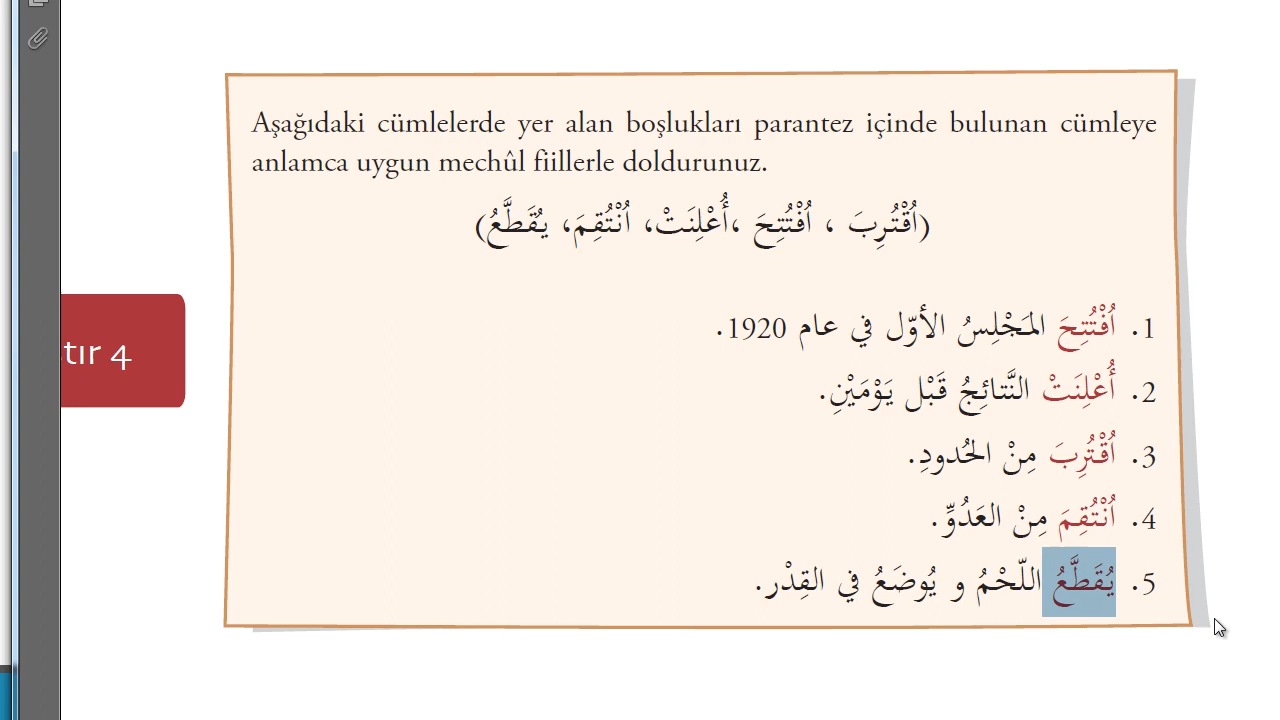 Aşağıdaki cümlelerde yer alan boşlukları parantez içinde bulunan cümleye
anlamca uygun mechûl fiillerle doldurunuz.
(اُقْتُرِبَ ، اُفْتُتِحَ ،أُعْلِنَتْ، اُنْتُقِمَ، يُقَطَّعُ)
1. اُفْتُتِحَ المَجْلِسُ الأوّل في عام 1920.
tır 4
2. أُعْلِنَتْ النَّتائِجُ قَبْل يَوْمَيْنِ.
3. اُقْتُرِبَ مِنْ الحُدودِ.
4. اُنْتُقِمَ مِنْ العَدُوِّ.
5. يُقَطَّعُ اللّحْمُ و يُوضَعُ في القِدْر.